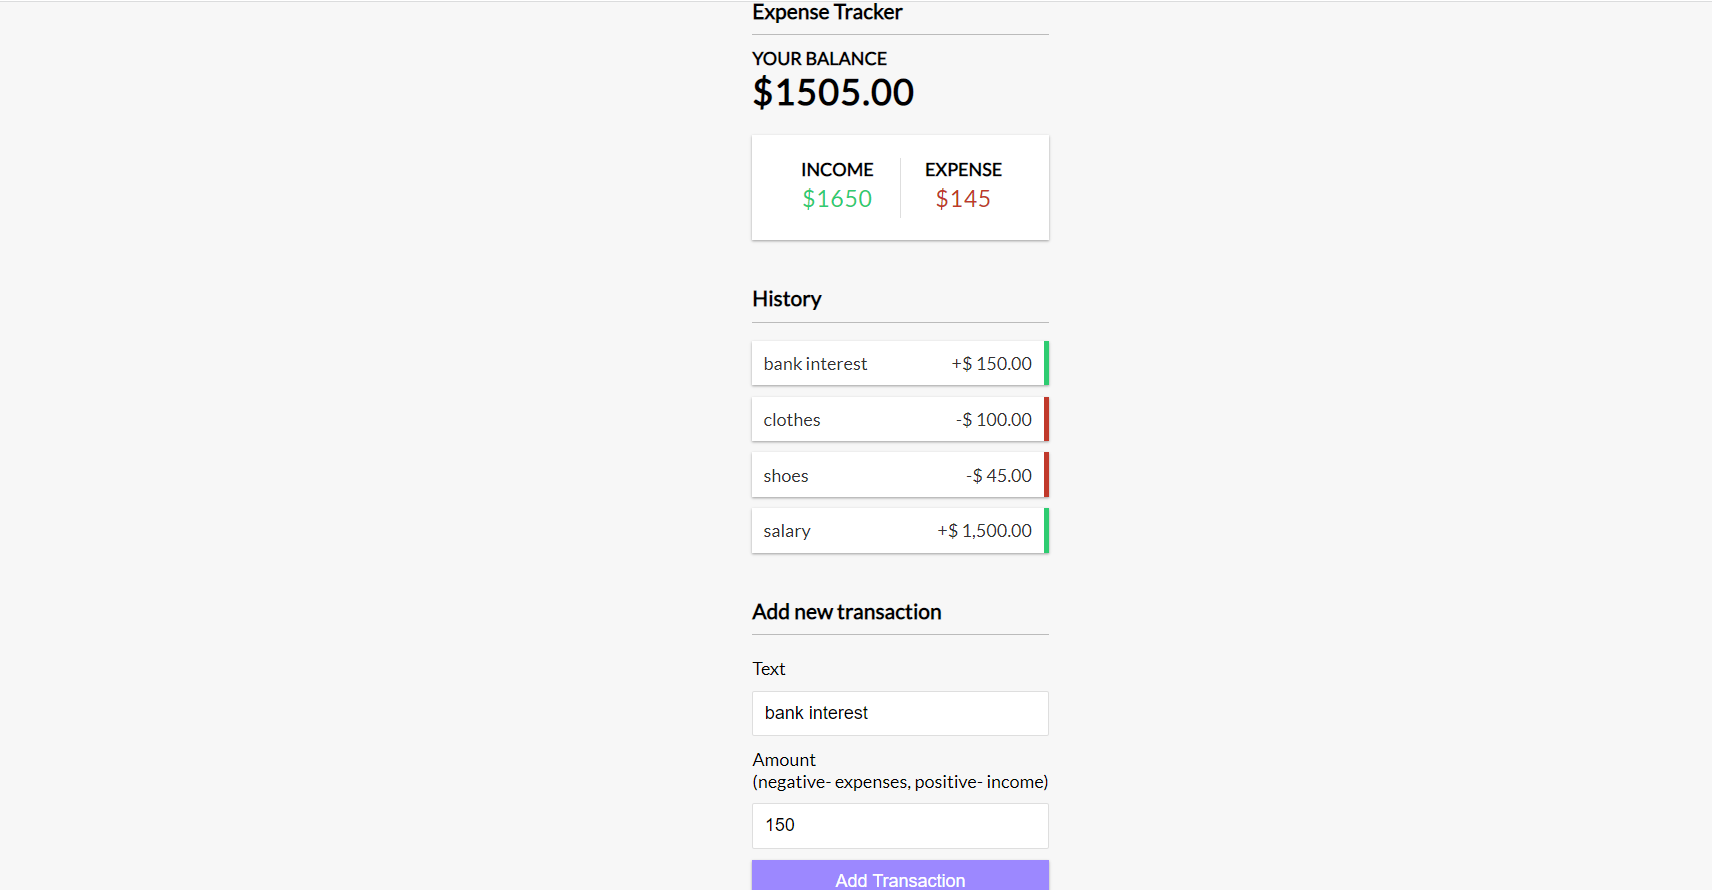 Expense Tracker
YOUR BALANCE
$1505.00
INCOME EXPENSE
$1650 $145
History
bank interest +$ 150.00
clothes -$ 100.00
shoes -$ 45.00
salary +$ 1,500.00
Add new transaction
Text
bank interest
Amount
(negative- expenses, positive- income)
150
Add Transaction